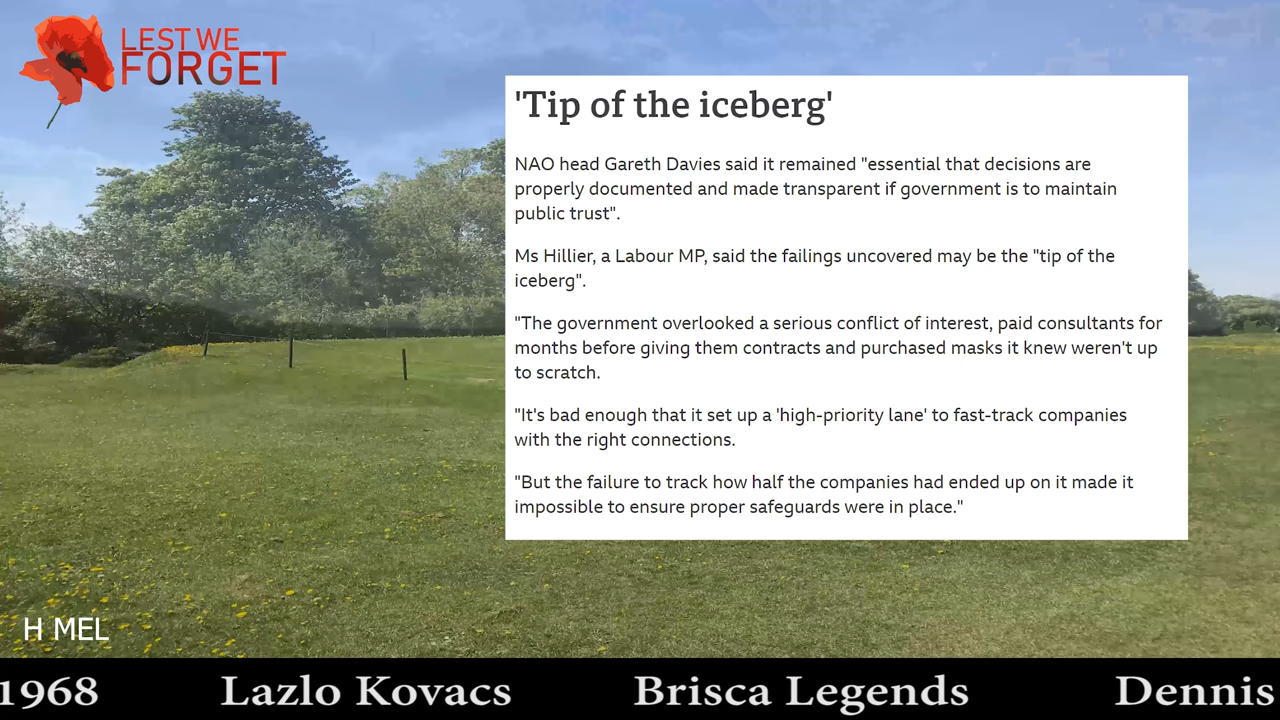 LEST WE
FORGET
'Tip of the iceberg'
NAO head Gareth Davies said it remained "essential that decisions are
properly documented and made transparent if government is to maintain
public trust".
Ms Hillier, a Labour MP, said the failings uncovered may be the "tip of the
iceberg".
"The government overlooked a serious conflict of interest, paid consultants for
months before giving them contracts and purchased masks it knew weren't up
to scratch.
"It's bad enough that it set up a 'high-priority lane' to fast-track companies
with the right connections.
"But the failure to track how half the companies had ended up on it made it
impossible to ensure proper safeguards were in place."
H MEL
1968 Lazlo Kovacs Brisca Legends Dennis